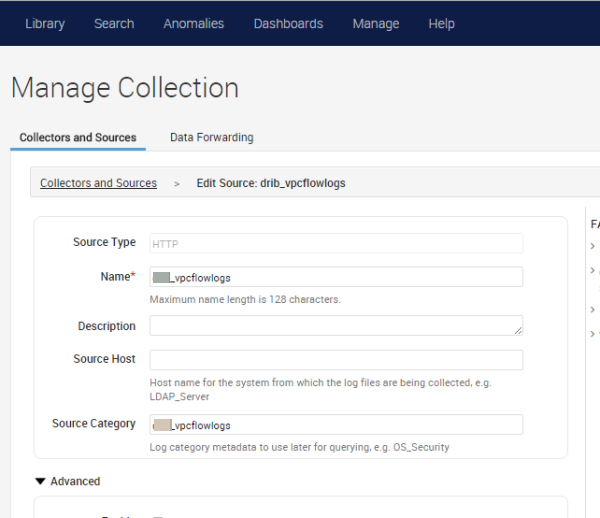 Library Search Anomalies Dashboards Manage Help
Manage Collection
Collectors and Sources Data Forwarding
Collectors and Sources > Edit Source: drib_vpcflowlogs
Source Type HTTP
Name* _vpcflowlogs
Maximum name length is 128 characters.
Description
Source Host
Host name for the system from which the log files are being collected, e.g.
LDAP_Server
Source Category _vpcflowlogs
Log category metadata to use later for querying, e.g. OS_Security
Advanced